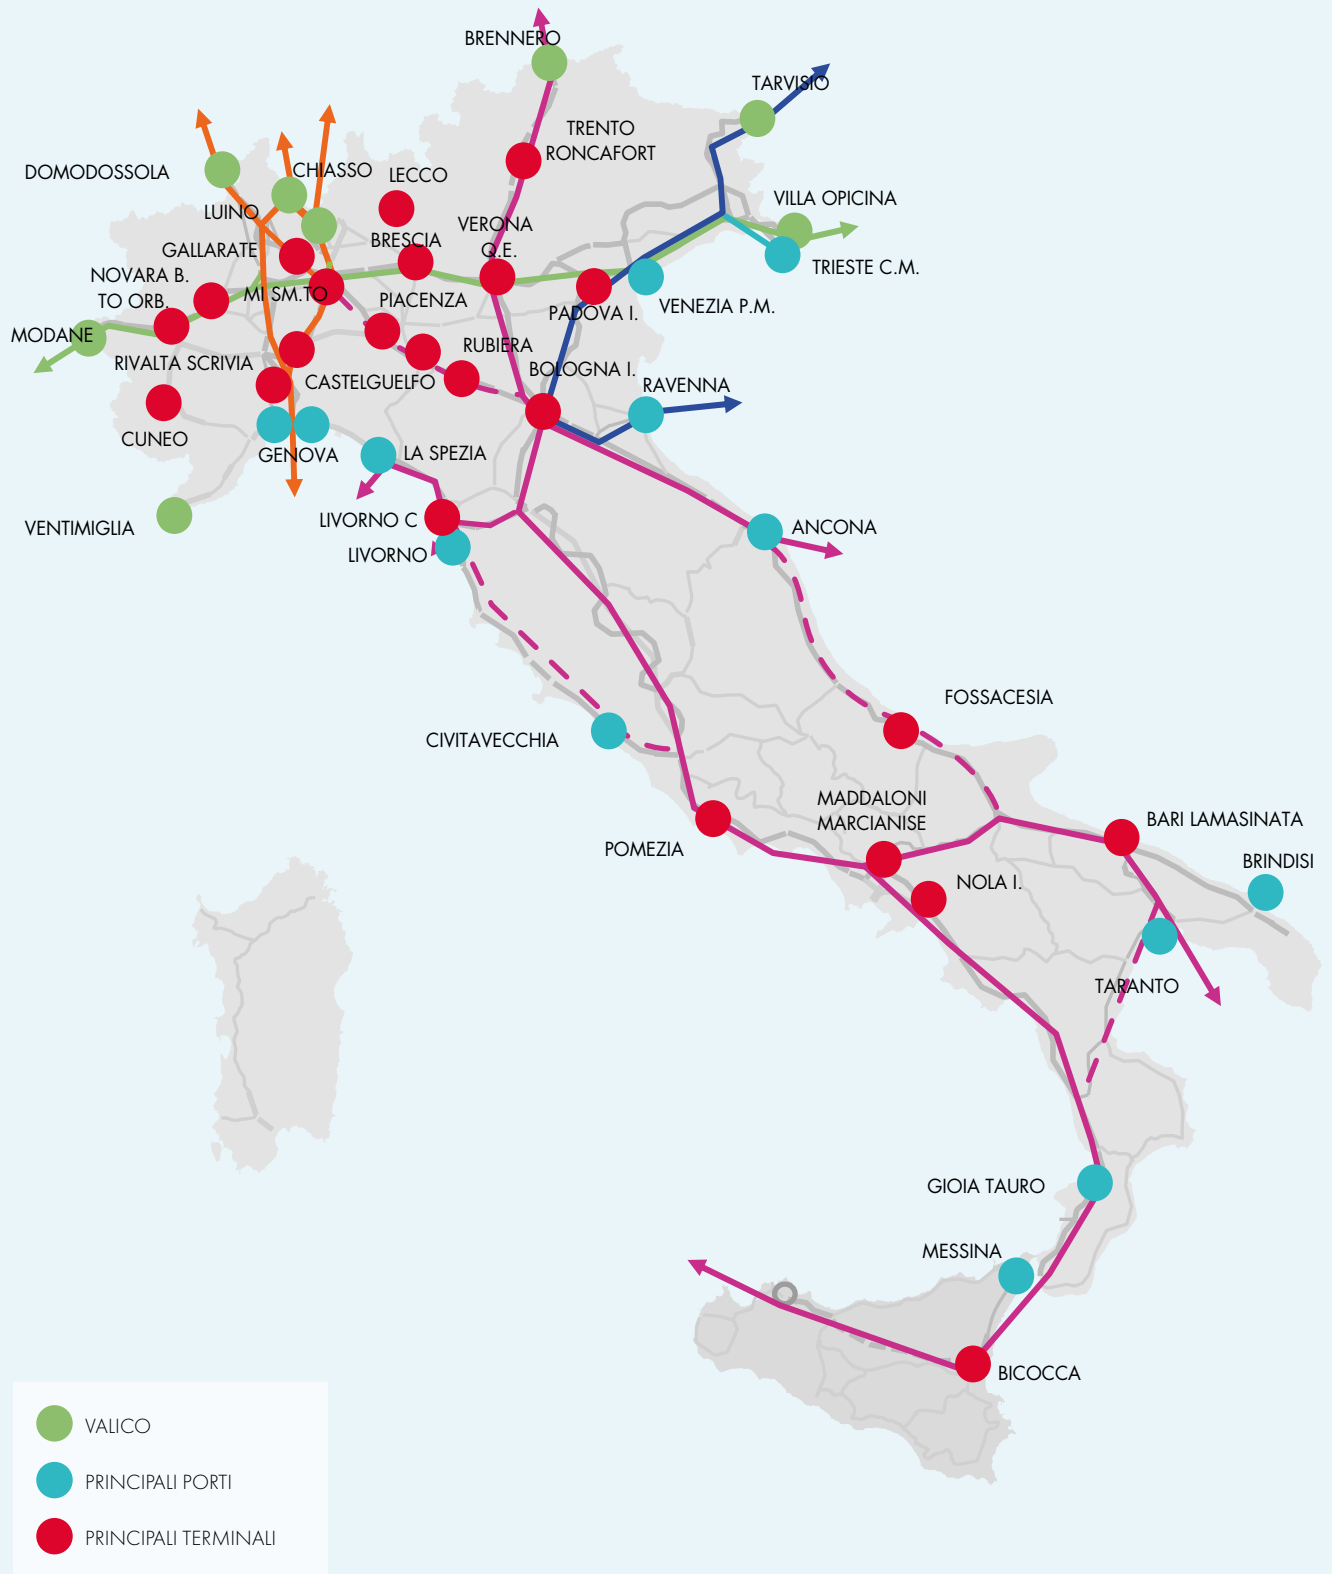 BRENNERO
TARVISIO
TRENTO
RONCAFORT
DOMODOSSOLA
CHIASSO
LECCO
VILLA OPICINA
LUINO
VERONA
Q.E.
GALLARATE
BRESCIA
TRIESTE C.M.
NOVARA B.
TO ORB.
MI SM.TO
PIACENZA
VENEZIA P.M.
PADOVA I.
MODANE
RIVALTA SCRIVIA
RUBIERA
BOLOGNA I.
CASTELGUELFO
RAVENNA
CUNEO
GENOVA
LA SPEZIA
VENTIMIGLIA
LIVORNO C
ANCONA
LIVORNO
FOSSACESIA
CIVITAVECCHIA
MADDALONI
MARCIANISE
BARI LAMASINATA
POMEZIA
BRINDISI
NOLA I.
TARANTO
GIOIA TAURO
MESSINA
BICOCCA
VALICO
PRINCIPALI PORTI
PRINCIPALI TERMINALI